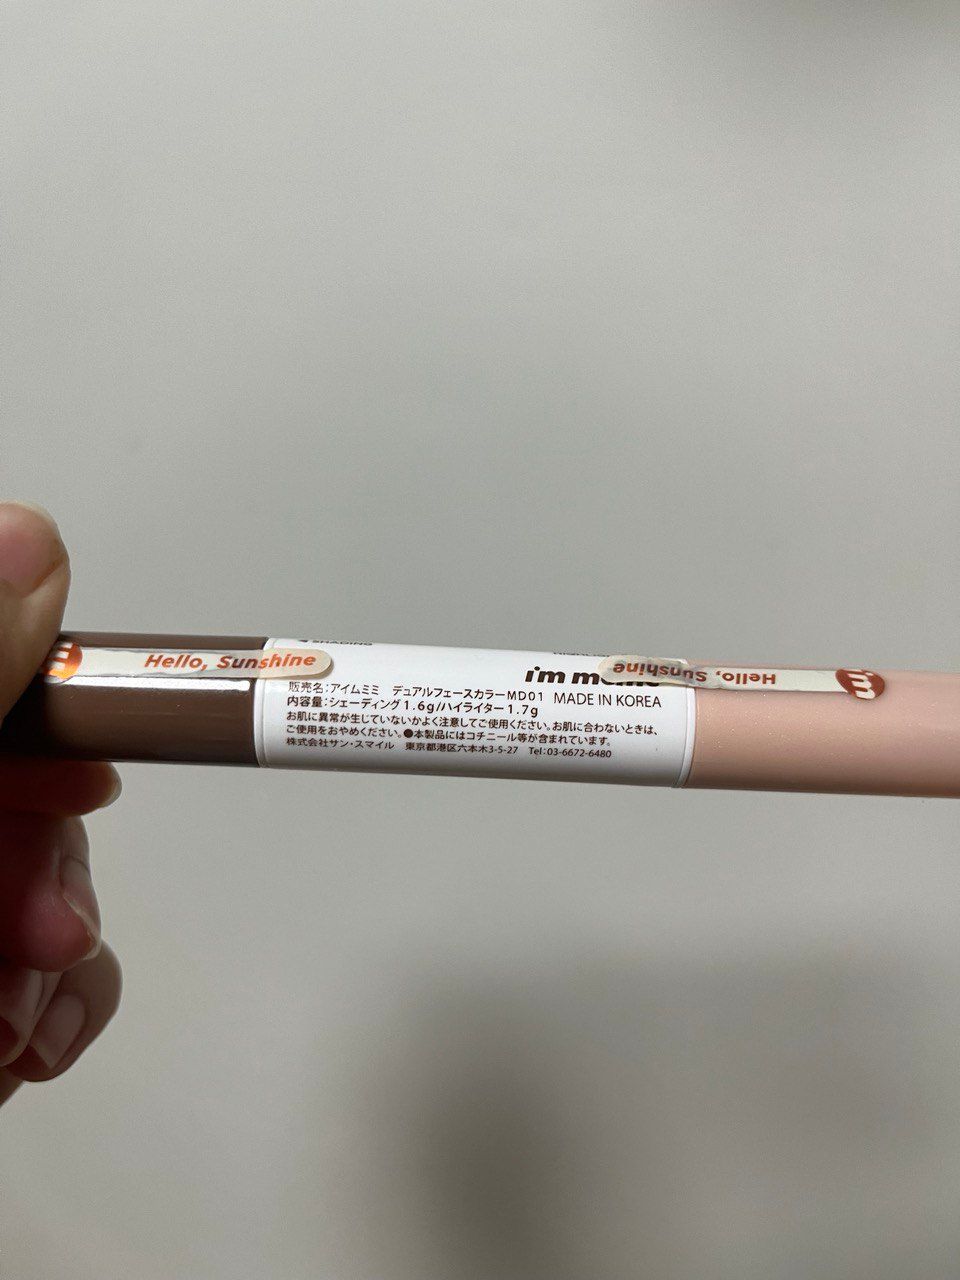 SHADING
m
Hello, Sunshine
i'm
Hello, Sunshine
i'm
販売名:アイムミミ デュアルフェースカラーMD01 MADE IN KOREA
内容量:シェーディング1.6g/ハイライター1.7g
お肌に異常が生じていないかよく注意してご使用ください。お肌に合わないときは、
ご使用をおやめください。●本製品にはコチニール等が含まれています。
株式会社サン・スマイル 東京都港区六本木3-5-27 Tel:03-6672-6480